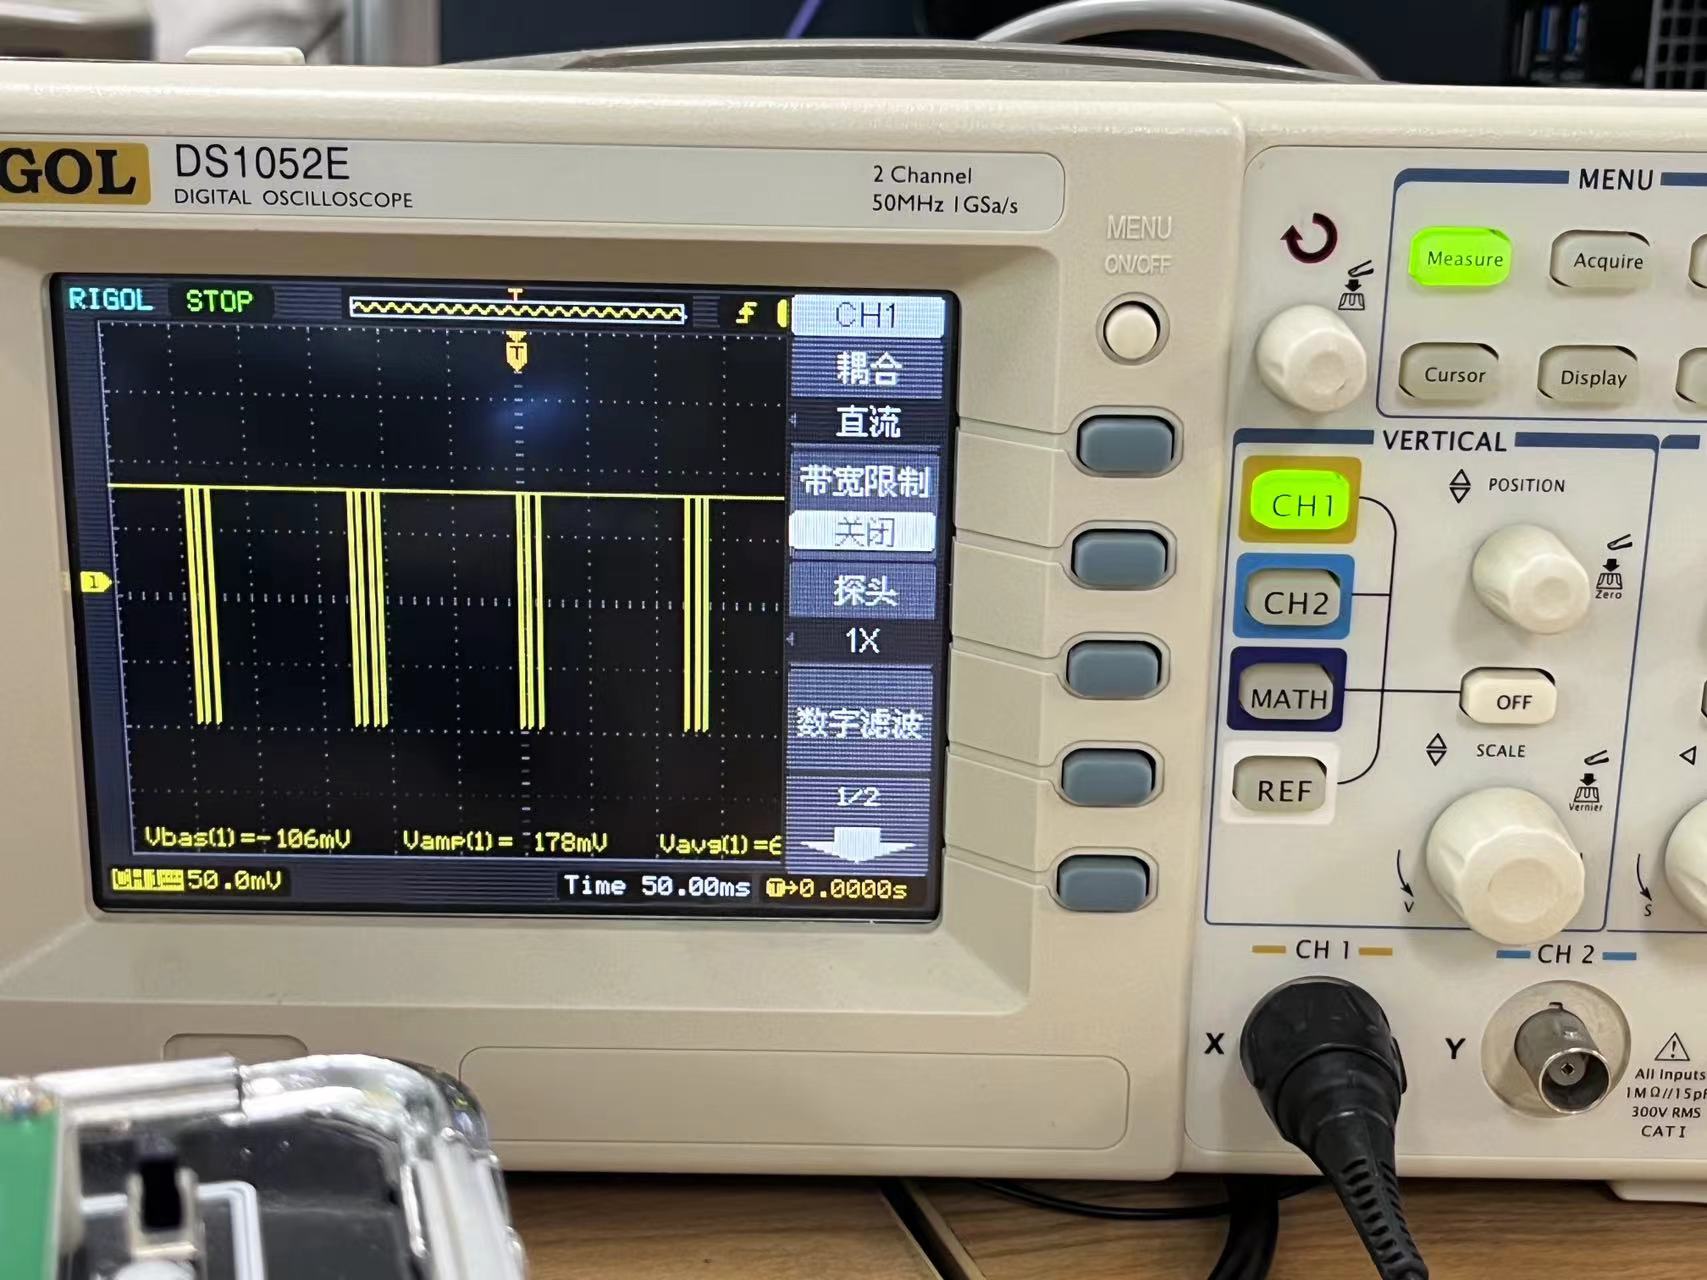 GOL
DS1052E
DIGITAL OSCILLOSCOPE
2 Channel
50MHz 1GSa/s
MENU
ON/OFF
RIGOL STOP
T
T
1
CH1
耦合
直流
带宽限制
关闭
探头
1X
数字滤波
1/2
Vbas(1)=-106mV Vamp(1)= 178mV Vavg(1)=6
50.0mV Time 50.00ms T→0.0000s
MENU
Measure Acquire
Cursor Display
VERTICAL
CH1
POSITION
Zero
CH2
MATH
OFF
SCALE
Vernier
REF
V
S
CH 1 CH 2
X Y
All Inputs
1MΩ//15pF
300V RMS
CAT I